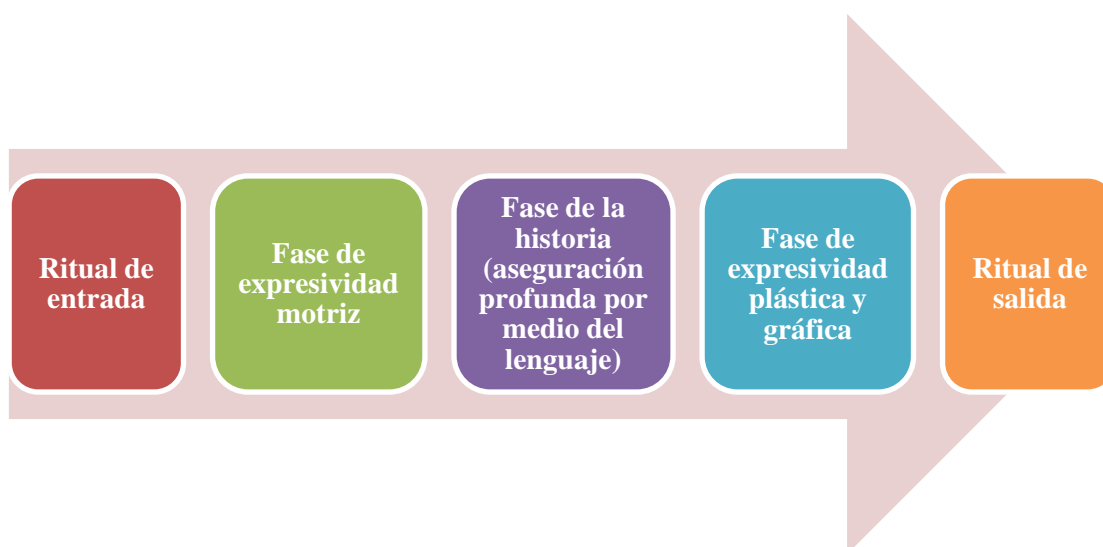 Ritual de
entrada
Fase de
expresividad
motriz
Fase de la
historia
(aseguración
profunda por
medio del
lenguaje)
Fase de
expresividad
plástica y
gráfica
Ritual de
salida